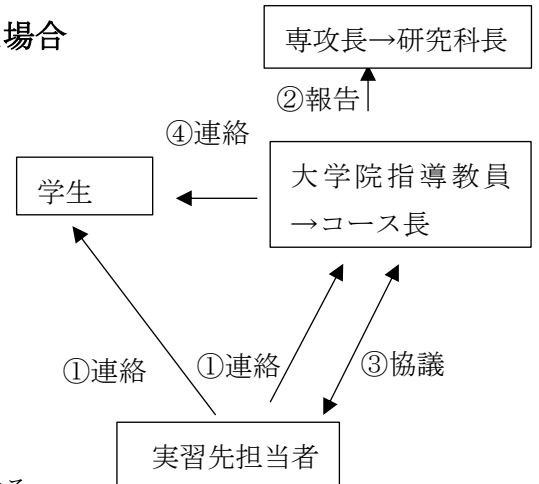 場合
専攻長→研究科長
②報告
④連絡
大学院指導教員
→コース長
学生
①連絡
①連絡
③協議
実習先担当者